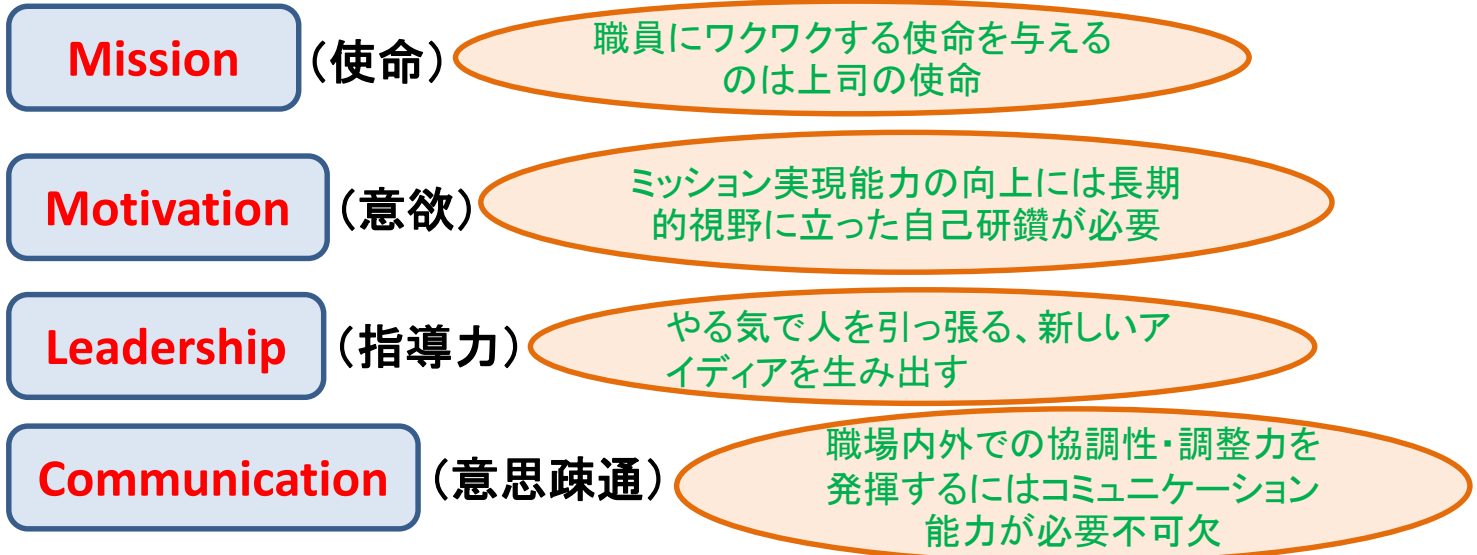 Mission (使命) 職員にワクワクする使命を与える
のは上司の使命
Motivation (意欲) ミッション実現能力の向上には長期
的視野に立った自己研鑽が必要
Leadership (指導力) やる気で人を引っ張る、新しいア
イディアを生み出す
Communication (意思疎通) 職場内外での協調性・調整力を
発揮するにはコミュニケーション
能力が必要不可欠